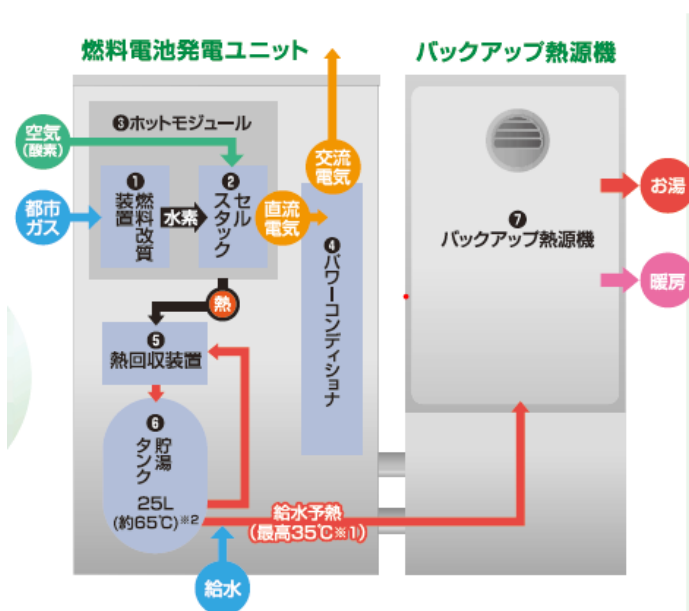 燃料電池発電ユニット
バックアップ熱源機
❸ホットモジュール
空気
(酸素)
交流
電気
❶
燃料改質
装置
❷
セル
スタック
都市
ガス
水素
直流
電気
お湯
❼
バックアップ熱源機
❹
パワーコンディショナ
暖房
熱
❺
熱回収装置
❻
貯湯
タンク
25L
(約65℃)※2
給水予熱
(最高35℃※1)
給水